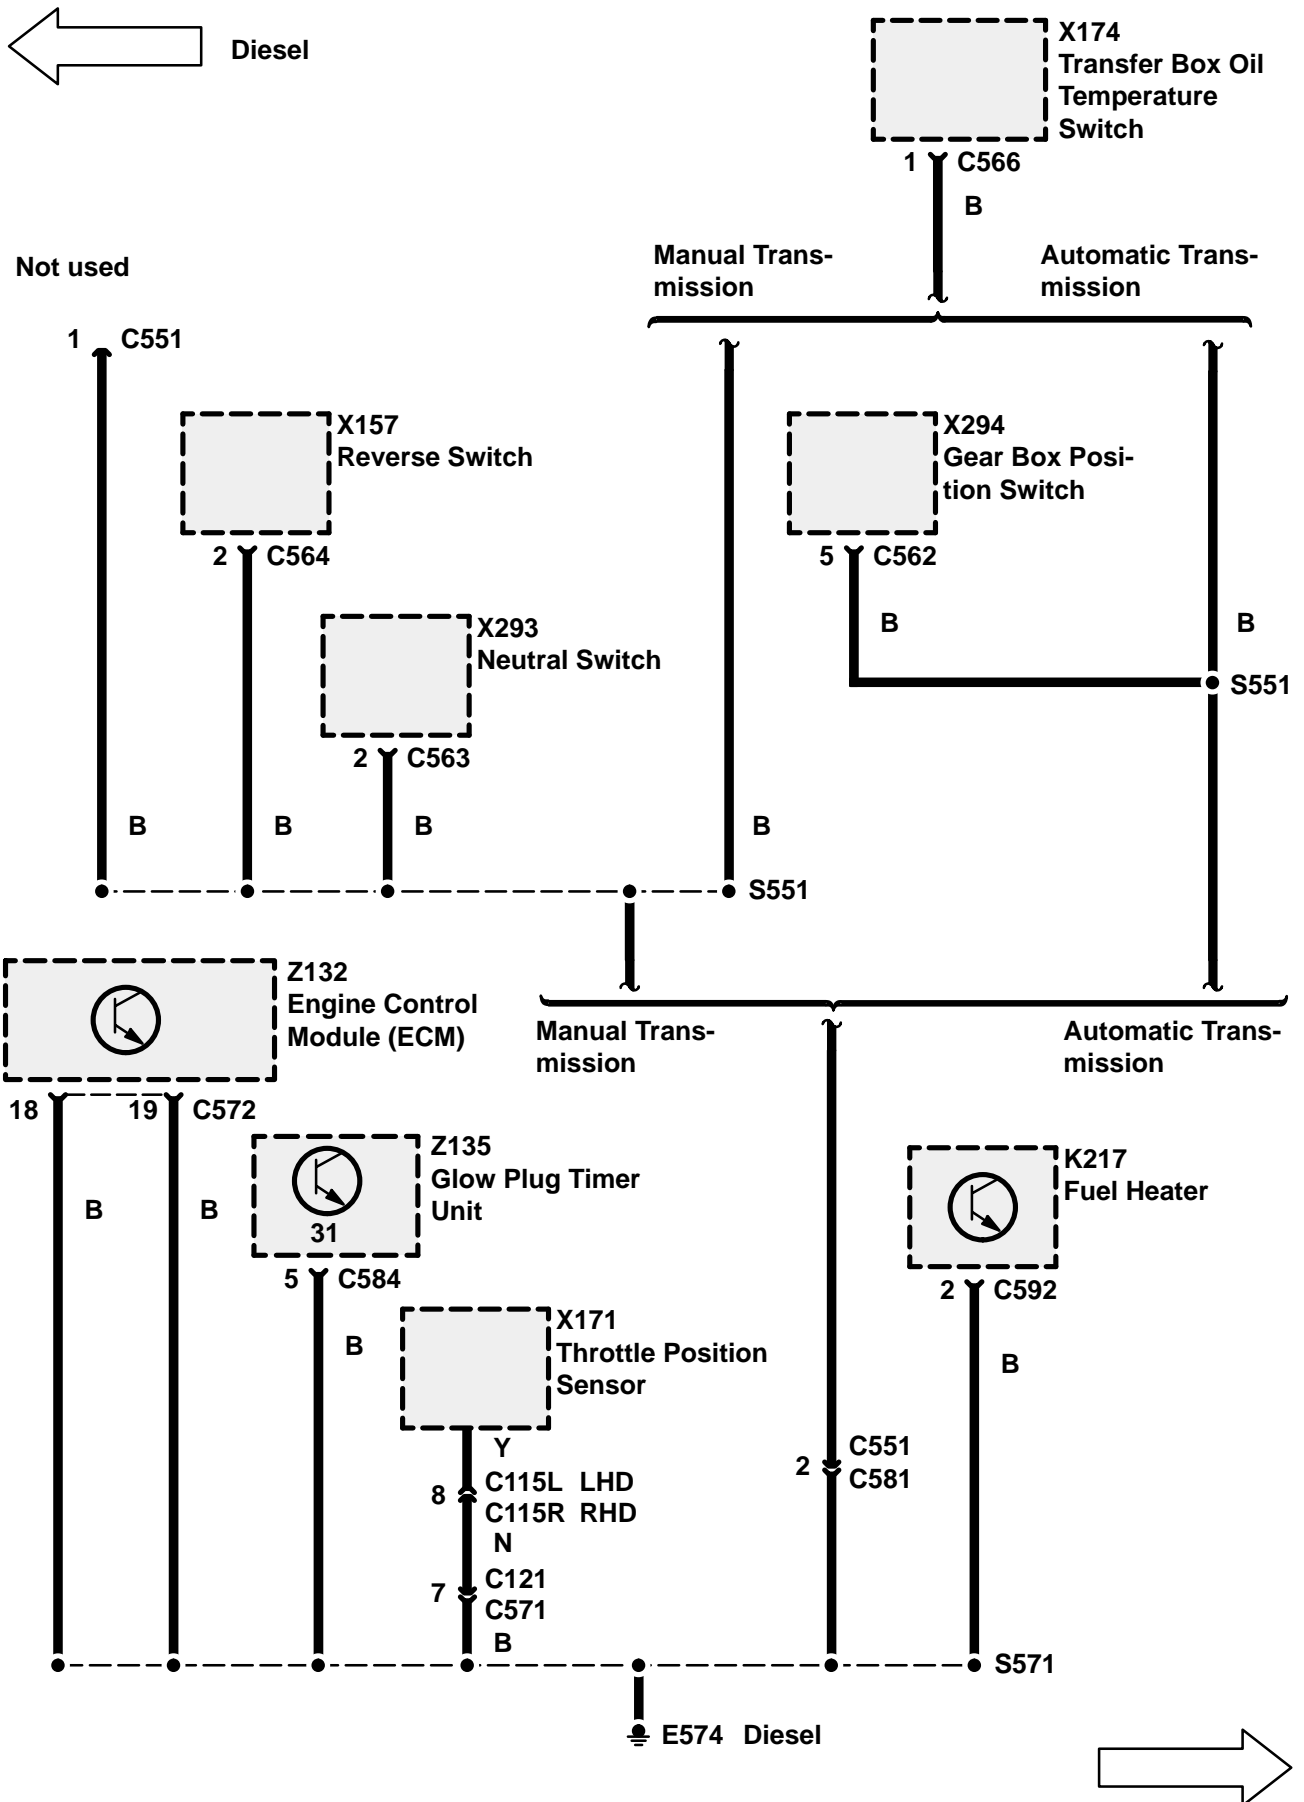 Diesel
X174
Transfer Box Oil
Temperature
Switch
1 C566
B
Manual Trans-
mission
Automatic Trans-
mission
Not used
1 C551
X157
Reverse Switch
2 C564
X294
Gear Box Posi-
tion Switch
5 C562
B
B
X293
Neutral Switch
S551
2 C563
B
B
B
B
S551
Z132
Engine Control
Module (ECM)
Manual Trans-
mission
Automatic Trans-
mission
18 19 C572
Z135
Glow Plug Timer
Unit
31
K217
Fuel Heater
B
B
5 C584
2 C592
X171
Throttle Position
Sensor
B
B
Y
C551
2
C581
8
C115L LHD
C115R RHD
N
7
C121
C571
B
S571
E574 Diesel